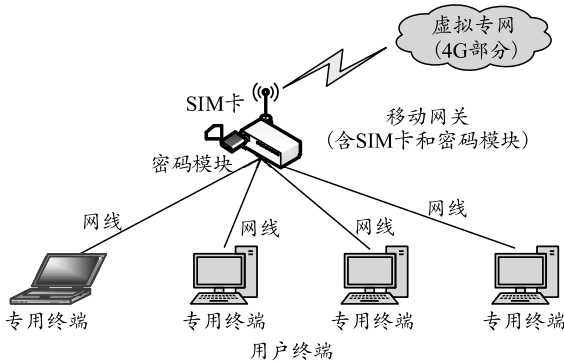 虚拟专网
（4G部分）
SIM卡
移动网关
（含SIM卡和密码模块）
密码模块
网线
网线
网线
网线
专用终端
专用终端
专用终端
专用终端
用户终端